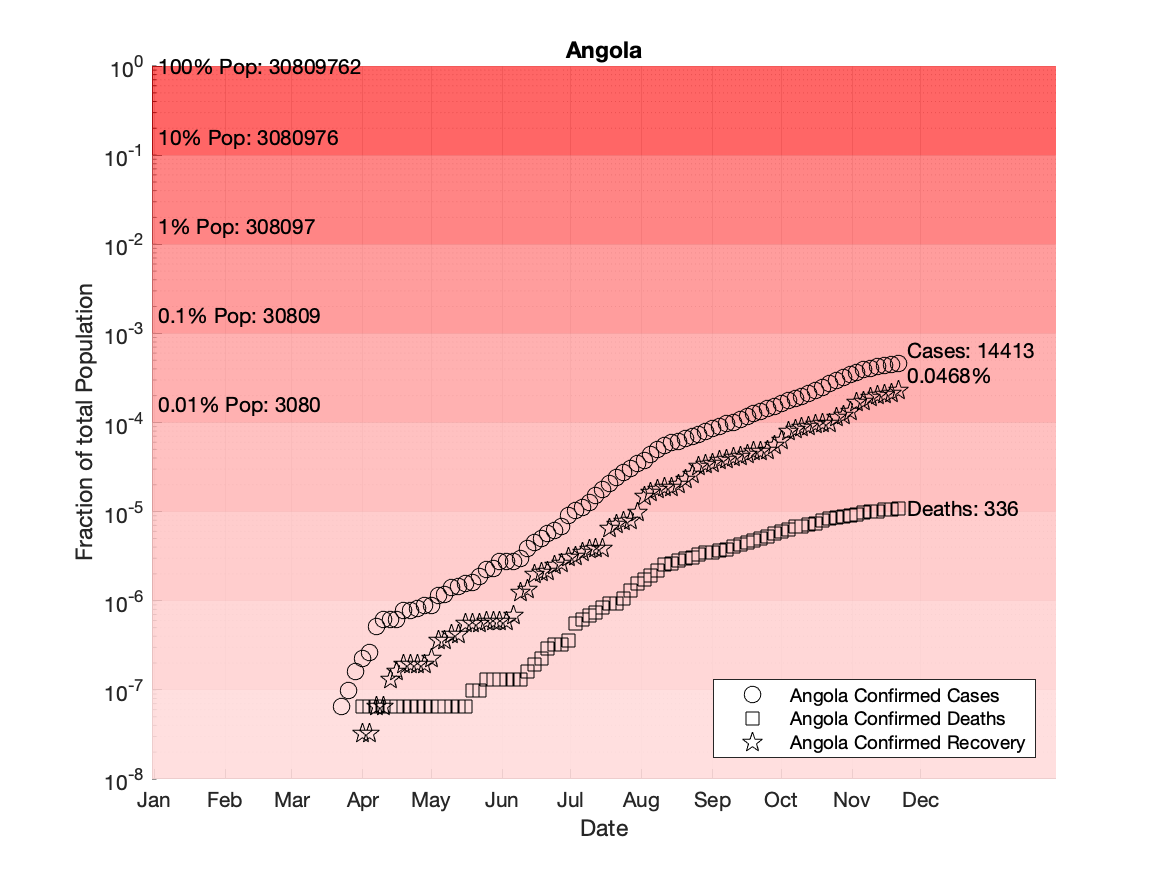 Angola
10^0
100% Pop: 30809762
10% Pop: 3080976
10^-1
1% Pop: 308097
10^-2
0.1% Pop: 30809
10^-3
0.01% Pop: 3080
10^-4
10^-5
10^-6
10^-7
10^-8
Fraction of total Population
Cases: 14413
0.0468%
Deaths: 336
Angola Confirmed Cases
Angola Confirmed Deaths
Angola Confirmed Recovery
Jan Feb Mar Apr May Jun Jul Aug Sep Oct Nov Dec
Date